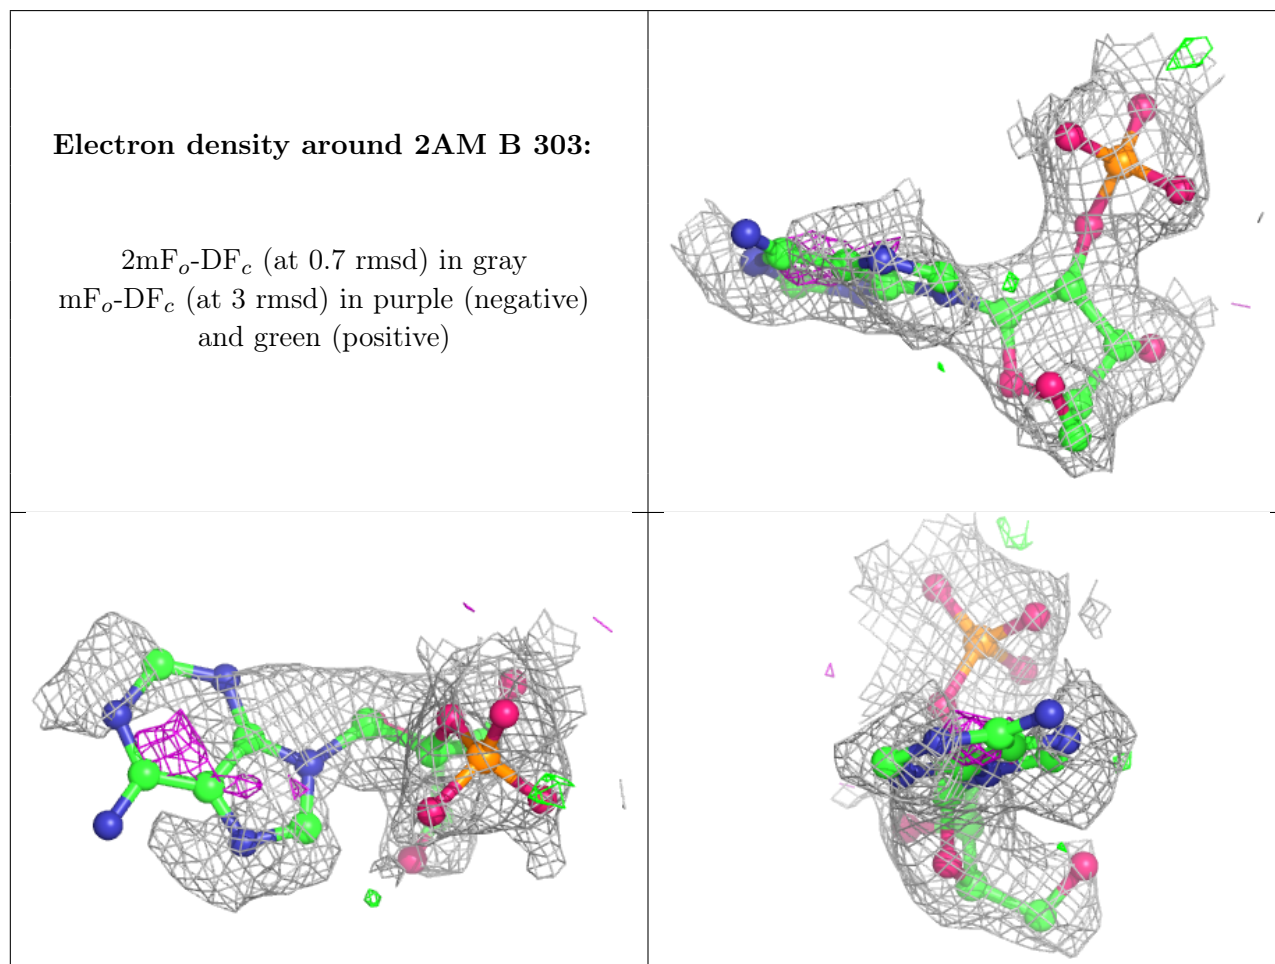 Electron density around 2AM B 303:
2mFₒ-DF𝒸 (at 0.7 rmsd) in gray
mFₒ-DF𝒸 (at 3 rmsd) in purple (negative)
and green (positive)